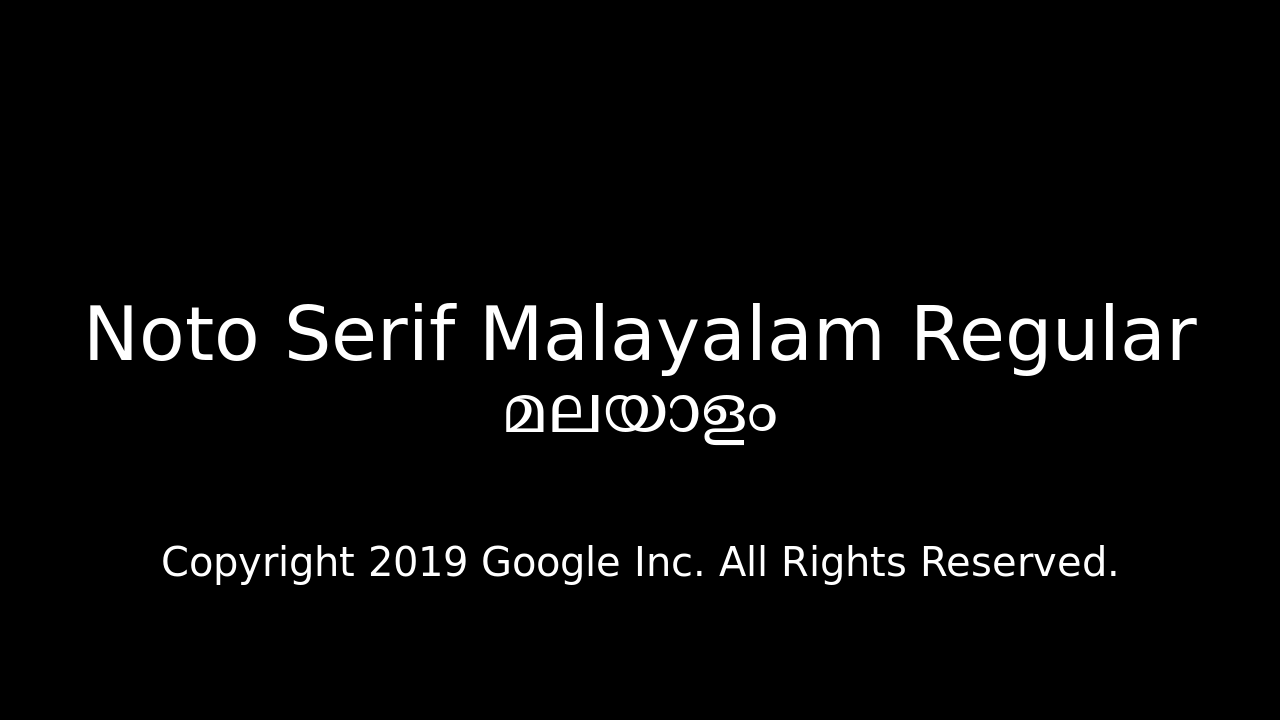 Noto Serif Malayalam Regular
മലയാളം
Copyright 2019 Google Inc. All Rights Reserved.